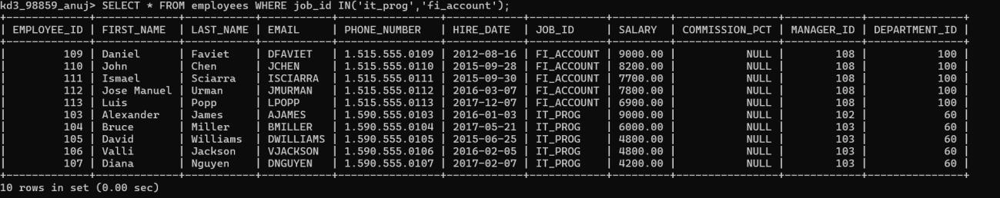 kd3_98859_anuj> SELECT * FROM employees WHERE job_id IN('it_prog','fi_account');
+-------------+-------------+-----------+-----------+----------------+------------+------------+---------+----------------+------------+---------------+
| EMPLOYEE_ID | FIRST_NAME | LAST_NAME | EMAIL | PHONE_NUMBER | HIRE_DATE | JOB_ID | SALARY | COMMISSION_PCT | MANAGER_ID | DEPARTMENT_ID |
+-------------+-------------+-----------+-----------+----------------+------------+------------+---------+----------------+------------+---------------+
| 109 | Daniel | Faviet | DFAVIET | 1.515.555.0109 | 2012-08-16 | FI_ACCOUNT | 9000.00 | NULL | 108 | 100 |
| 110 | John | Chen | JCHEN | 1.515.555.0110 | 2015-09-28 | FI_ACCOUNT | 8200.00 | NULL | 108 | 100 |
| 111 | Ismael | Sciarra | ISCIARRA | 1.515.555.0111 | 2015-09-30 | FI_ACCOUNT | 7700.00 | NULL | 108 | 100 |
| 112 | Jose Manuel | Urman | JMURMAN | 1.515.555.0112 | 2016-03-07 | FI_ACCOUNT | 7800.00 | NULL | 108 | 100 |
| 113 | Luis | Popp | LPOPP | 1.515.555.0113 | 2017-12-07 | FI_ACCOUNT | 6900.00 | NULL | 108 | 100 |
| 103 | Alexander | James | AJAMES | 1.590.555.0103 | 2016-01-03 | IT_PROG | 9000.00 | NULL | 102 | 60 |
| 104 | Bruce | Miller | BMILLER | 1.590.555.0104 | 2017-05-21 | IT_PROG | 6000.00 | NULL | 103 | 60 |
| 105 | David | Williams | DWILLIAMS | 1.590.555.0105 | 2015-06-25 | IT_PROG | 4800.00 | NULL | 103 | 60 |
| 106 | Valli | Jackson | VJACKSON | 1.590.555.0106 | 2016-02-05 | IT_PROG | 4800.00 | NULL | 103 | 60 |
| 107 | Diana | Nguyen | DNGUYEN | 1.590.555.0107 | 2017-02-07 | IT_PROG | 4200.00 | NULL | 103 | 60 |
+-------------+-------------+-----------+-----------+----------------+------------+------------+---------+----------------+------------+---------------+
10 rows in set (0.00 sec)